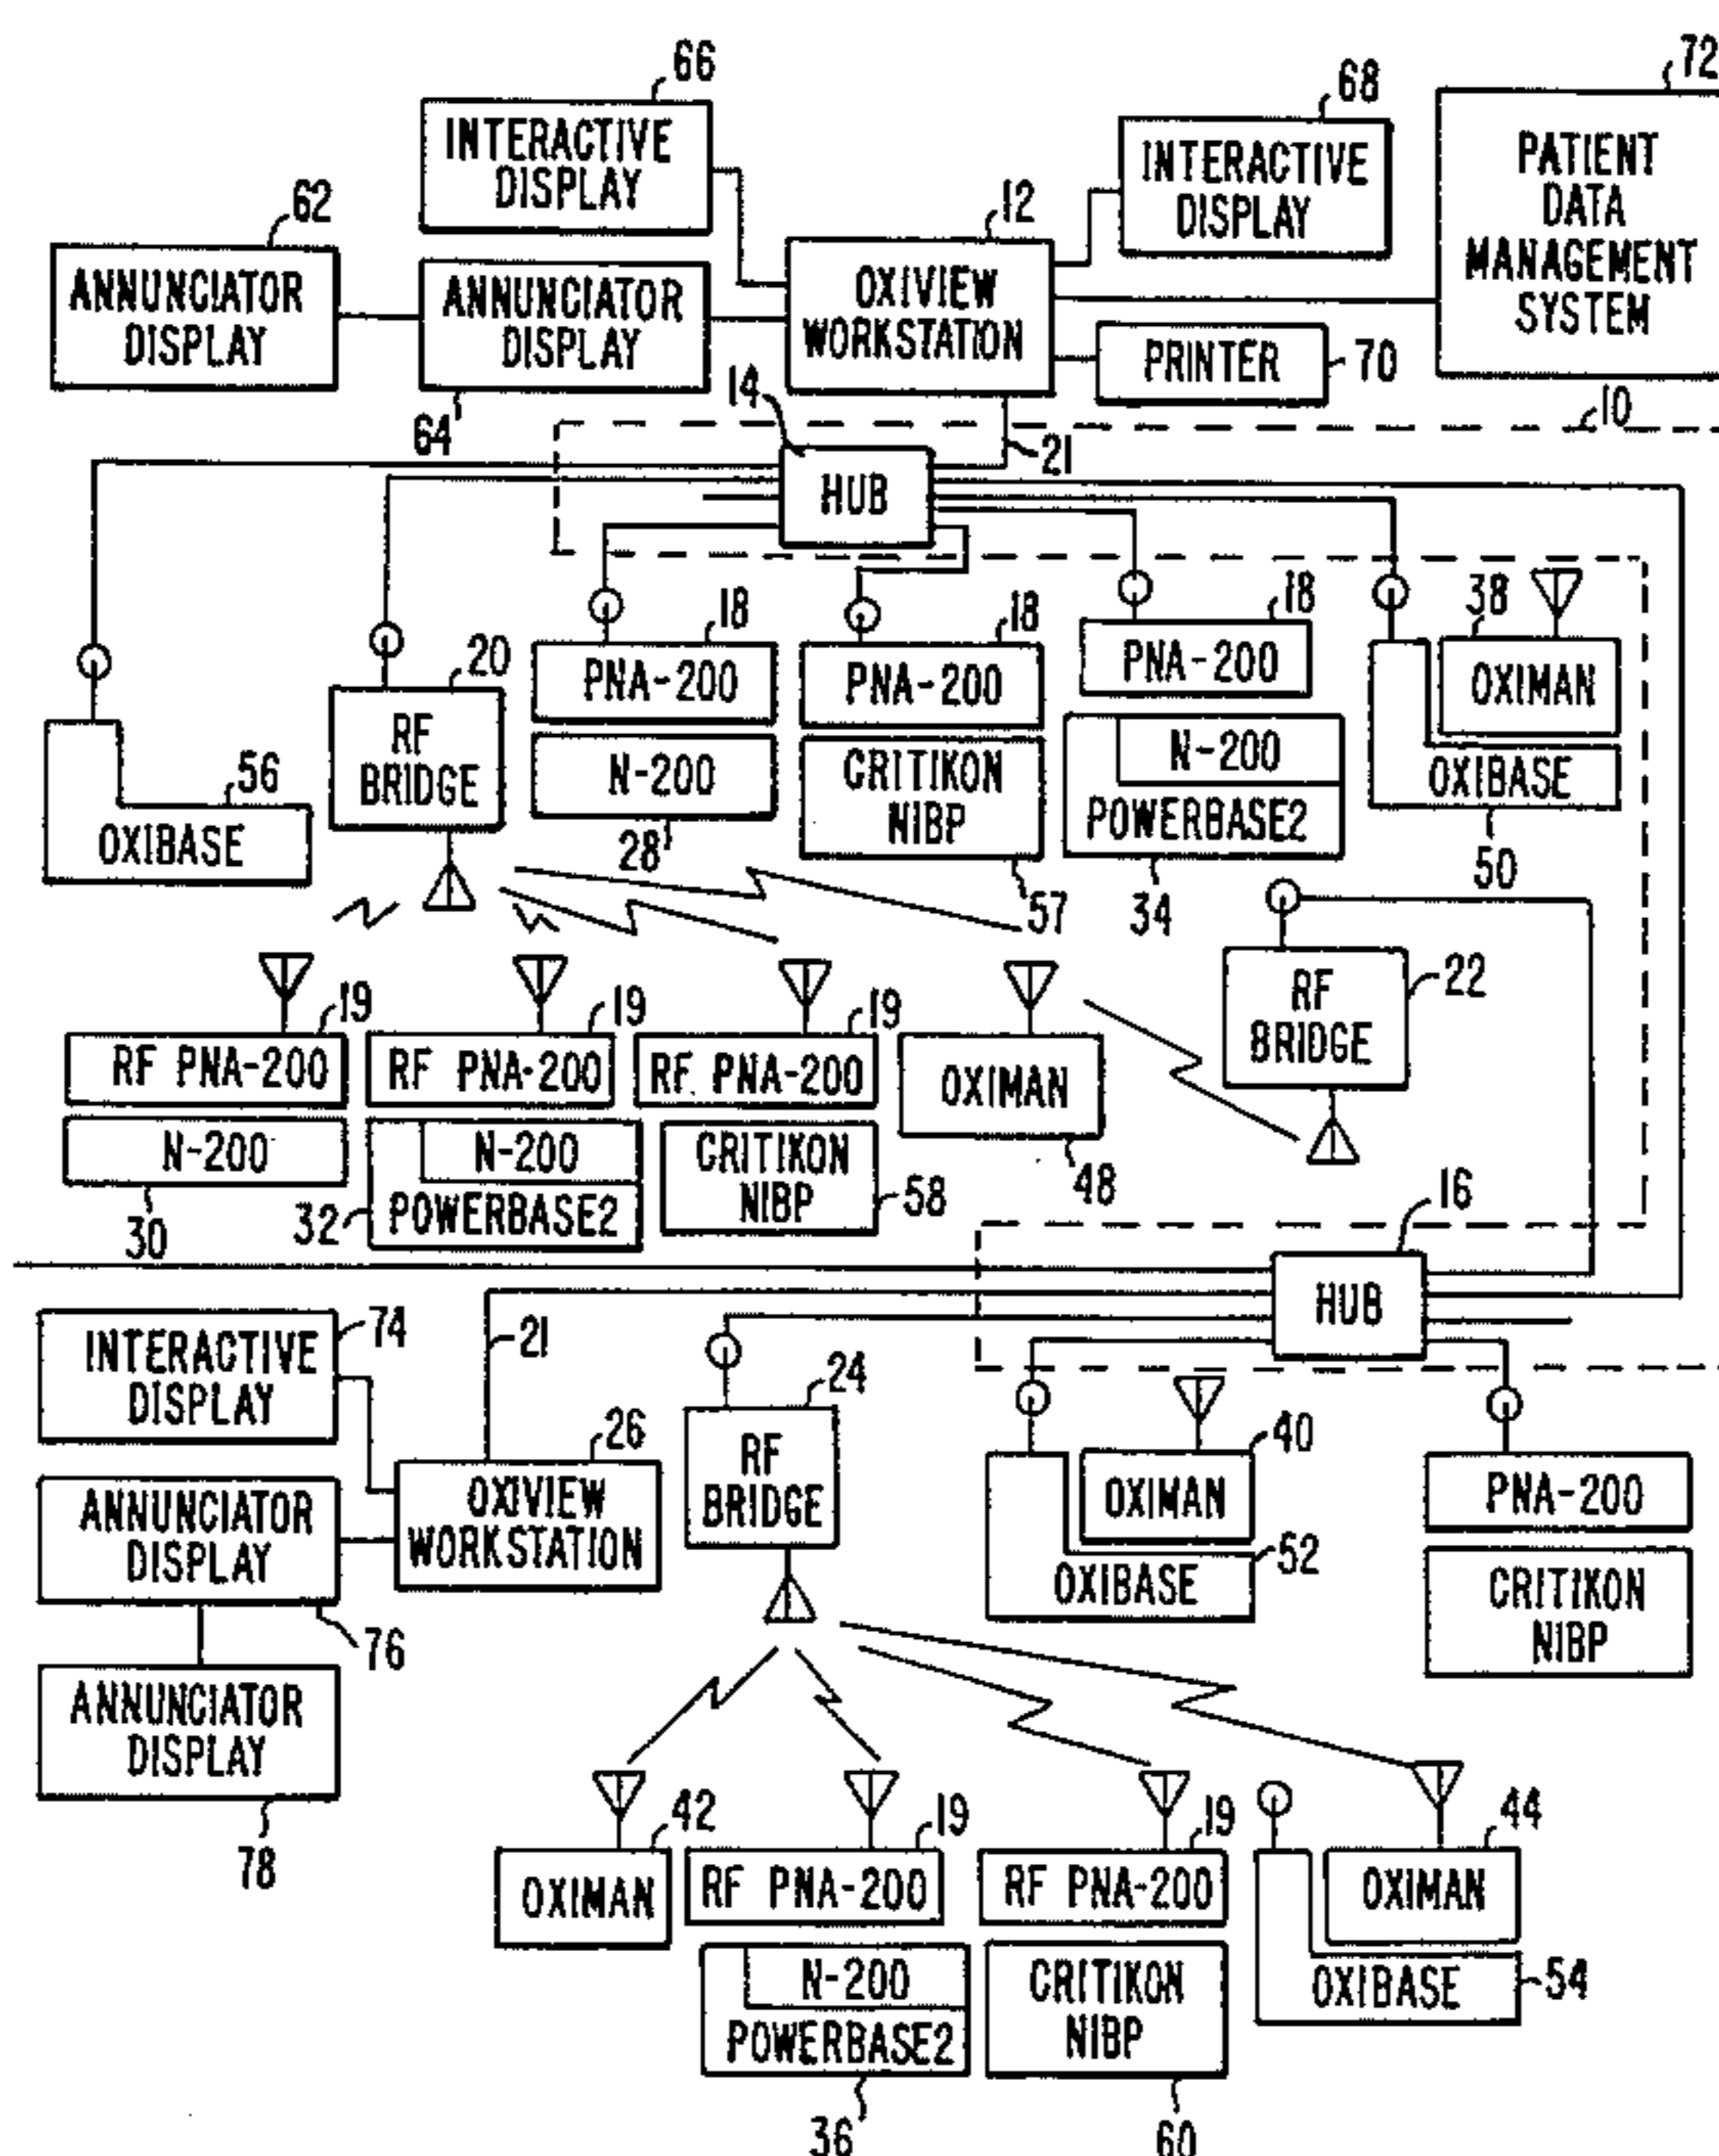 66
INTERACTIVE
DISPLAY
68
INTERACTIVE
DISPLAY
72
PATIENT
DATA
MANAGEMENT
SYSTEM
62
ANNUNCIATOR
DISPLAY
ANNUNCIATOR
DISPLAY
64
12
OXIVIEW
WORKSTATION
PRINTER
70
10
14
HUB
21
20
RF
BRIDGE
56
OXIBASE
18
PNA-200
N-200
28
18
PNA-200
CRITIKON
NIBP
57
18
PNA-200
N-200
POWERBASE2
34
38
OXIMAN
OXIBASE
50
19
RF PNA-200
N-200
30
19
RF PNA-200
N-200
POWERBASE2
32
19
RF PNA-200
CRITIKON
NIBP
58
OXIMAN
48
RF
BRIDGE
22
16
HUB
74
INTERACTIVE
DISPLAY
21
26
OXIVIEW
WORKSTATION
ANNUNCIATOR
DISPLAY
76
ANNUNCIATOR
DISPLAY
78
24
RF
BRIDGE
40
OXIMAN
OXIBASE
52
PNA-200
CRITIKON
NIBP
42
OXIMAN
19
RF PNA-200
N-200
POWERBASE2
36
19
RF PNA-200
CRITIKON
NIBP
60
44
OXIMAN
OXIBASE
54